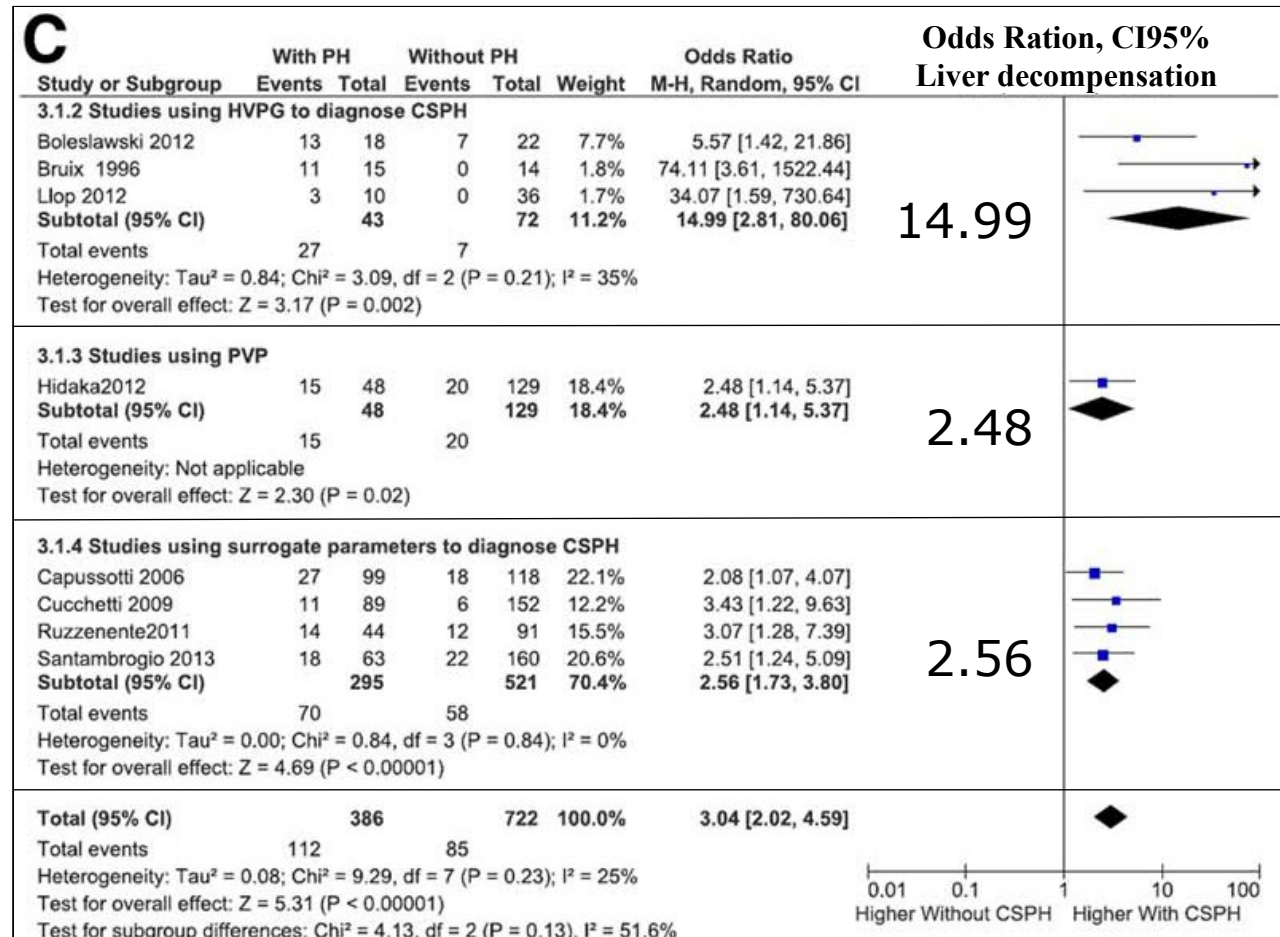 C
With PH Without PH Odds Ratio Odds Ration, CI95%
Study or Subgroup Events Total Events Total Weight M-H, Random, 95% CI Liver decompensation
3.1.2 Studies using HVPG to diagnose CSPH
Boleslawski 2012 13 18 7 22 7.7% 5.57 [1.42, 21.86]
Bruix 1996 11 15 0 14 1.8% 74.11 [3.61, 1522.44]
Llop 2012 3 10 0 36 1.7% 34.07 [1.59, 730.64]
Subtotal (95% CI) 43 72 11.2% 14.99 [2.81, 80.06] 14.99
Total events 27 7
Heterogeneity: Tau² = 0.84; Chi² = 3.09, df = 2 (P = 0.21); I² = 35%
Test for overall effect: Z = 3.17 (P = 0.002)
3.1.3 Studies using PVP
Hidaka2012 15 48 20 129 18.4% 2.48 [1.14, 5.37]
Subtotal (95% CI) 48 129 18.4% 2.48 [1.14, 5.37] 2.48
Total events 15 20
Heterogeneity: Not applicable
Test for overall effect: Z = 2.30 (P = 0.02)
3.1.4 Studies using surrogate parameters to diagnose CSPH
Capussotti 2006 27 99 18 118 22.1% 2.08 [1.07, 4.07]
Cucchetti 2009 11 89 6 152 12.2% 3.43 [1.22, 9.63]
Ruzzenente2011 14 44 12 91 15.5% 3.07 [1.28, 7.39]
Santambrogio 2013 18 63 22 160 20.6% 2.51 [1.24, 5.09] 2.56
Subtotal (95% CI) 295 521 70.4% 2.56 [1.73, 3.80]
Total events 70 58
Heterogeneity: Tau² = 0.00; Chi² = 0.84, df = 3 (P = 0.84); I² = 0%
Test for overall effect: Z = 4.69 (P < 0.00001)
Total (95% CI) 386 722 100.0% 3.04 [2.02, 4.59]
Total events 112 85
Heterogeneity: Tau² = 0.08; Chi² = 9.29, df = 7 (P = 0.23); I² = 25%
Test for overall effect: Z = 5.31 (P < 0.00001)
Test for subgroup differences: Chi² = 4.13, df = 2 (P = 0.13), I² = 51.6%
0.01 0.1 1 10 100
Higher Without CSPH Higher With CSPH